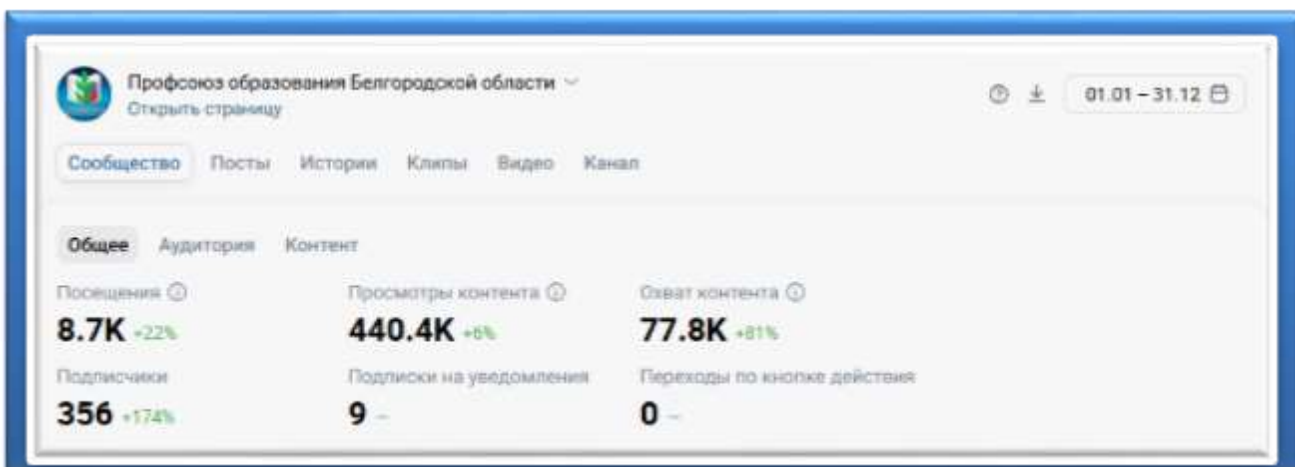 Профсоюз образования Белгородской области
Открыть страницу
01.01 – 31.12
Сообщество Посты Истории Клипы Видео Канал
Общее Аудитория Контент
Посещения Просмотры контента Охват контента
8.7K +22% 440.4K +6% 77.8K +81%
Подписчики Подписки на уведомления Переходы по кнопке действия
356 +174% 9 – 0 –